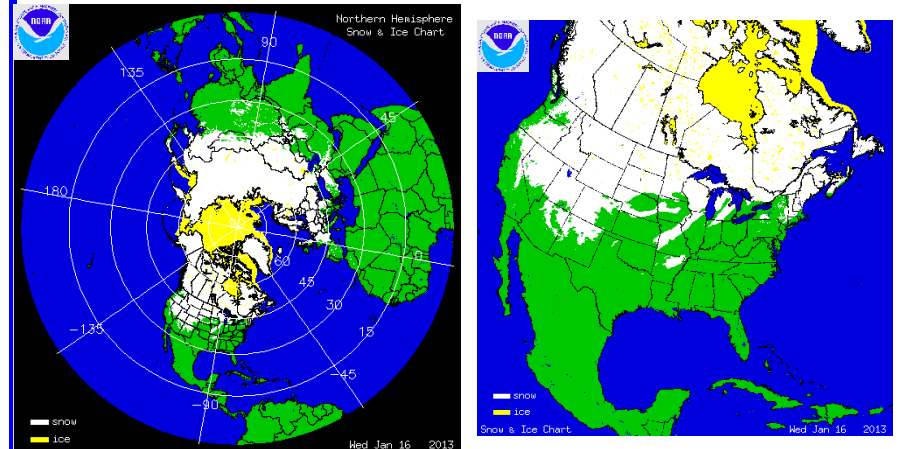 NOAA
Northern Hemisphere
Snow & Ice Chart
90
135
45
180
0
60
45
30
15
-135
-45
-90
snow
ice
Wed Jan 16 2013
NOAA
snow
ice
Snow & Ice Chart
Wed Jan 16 2013